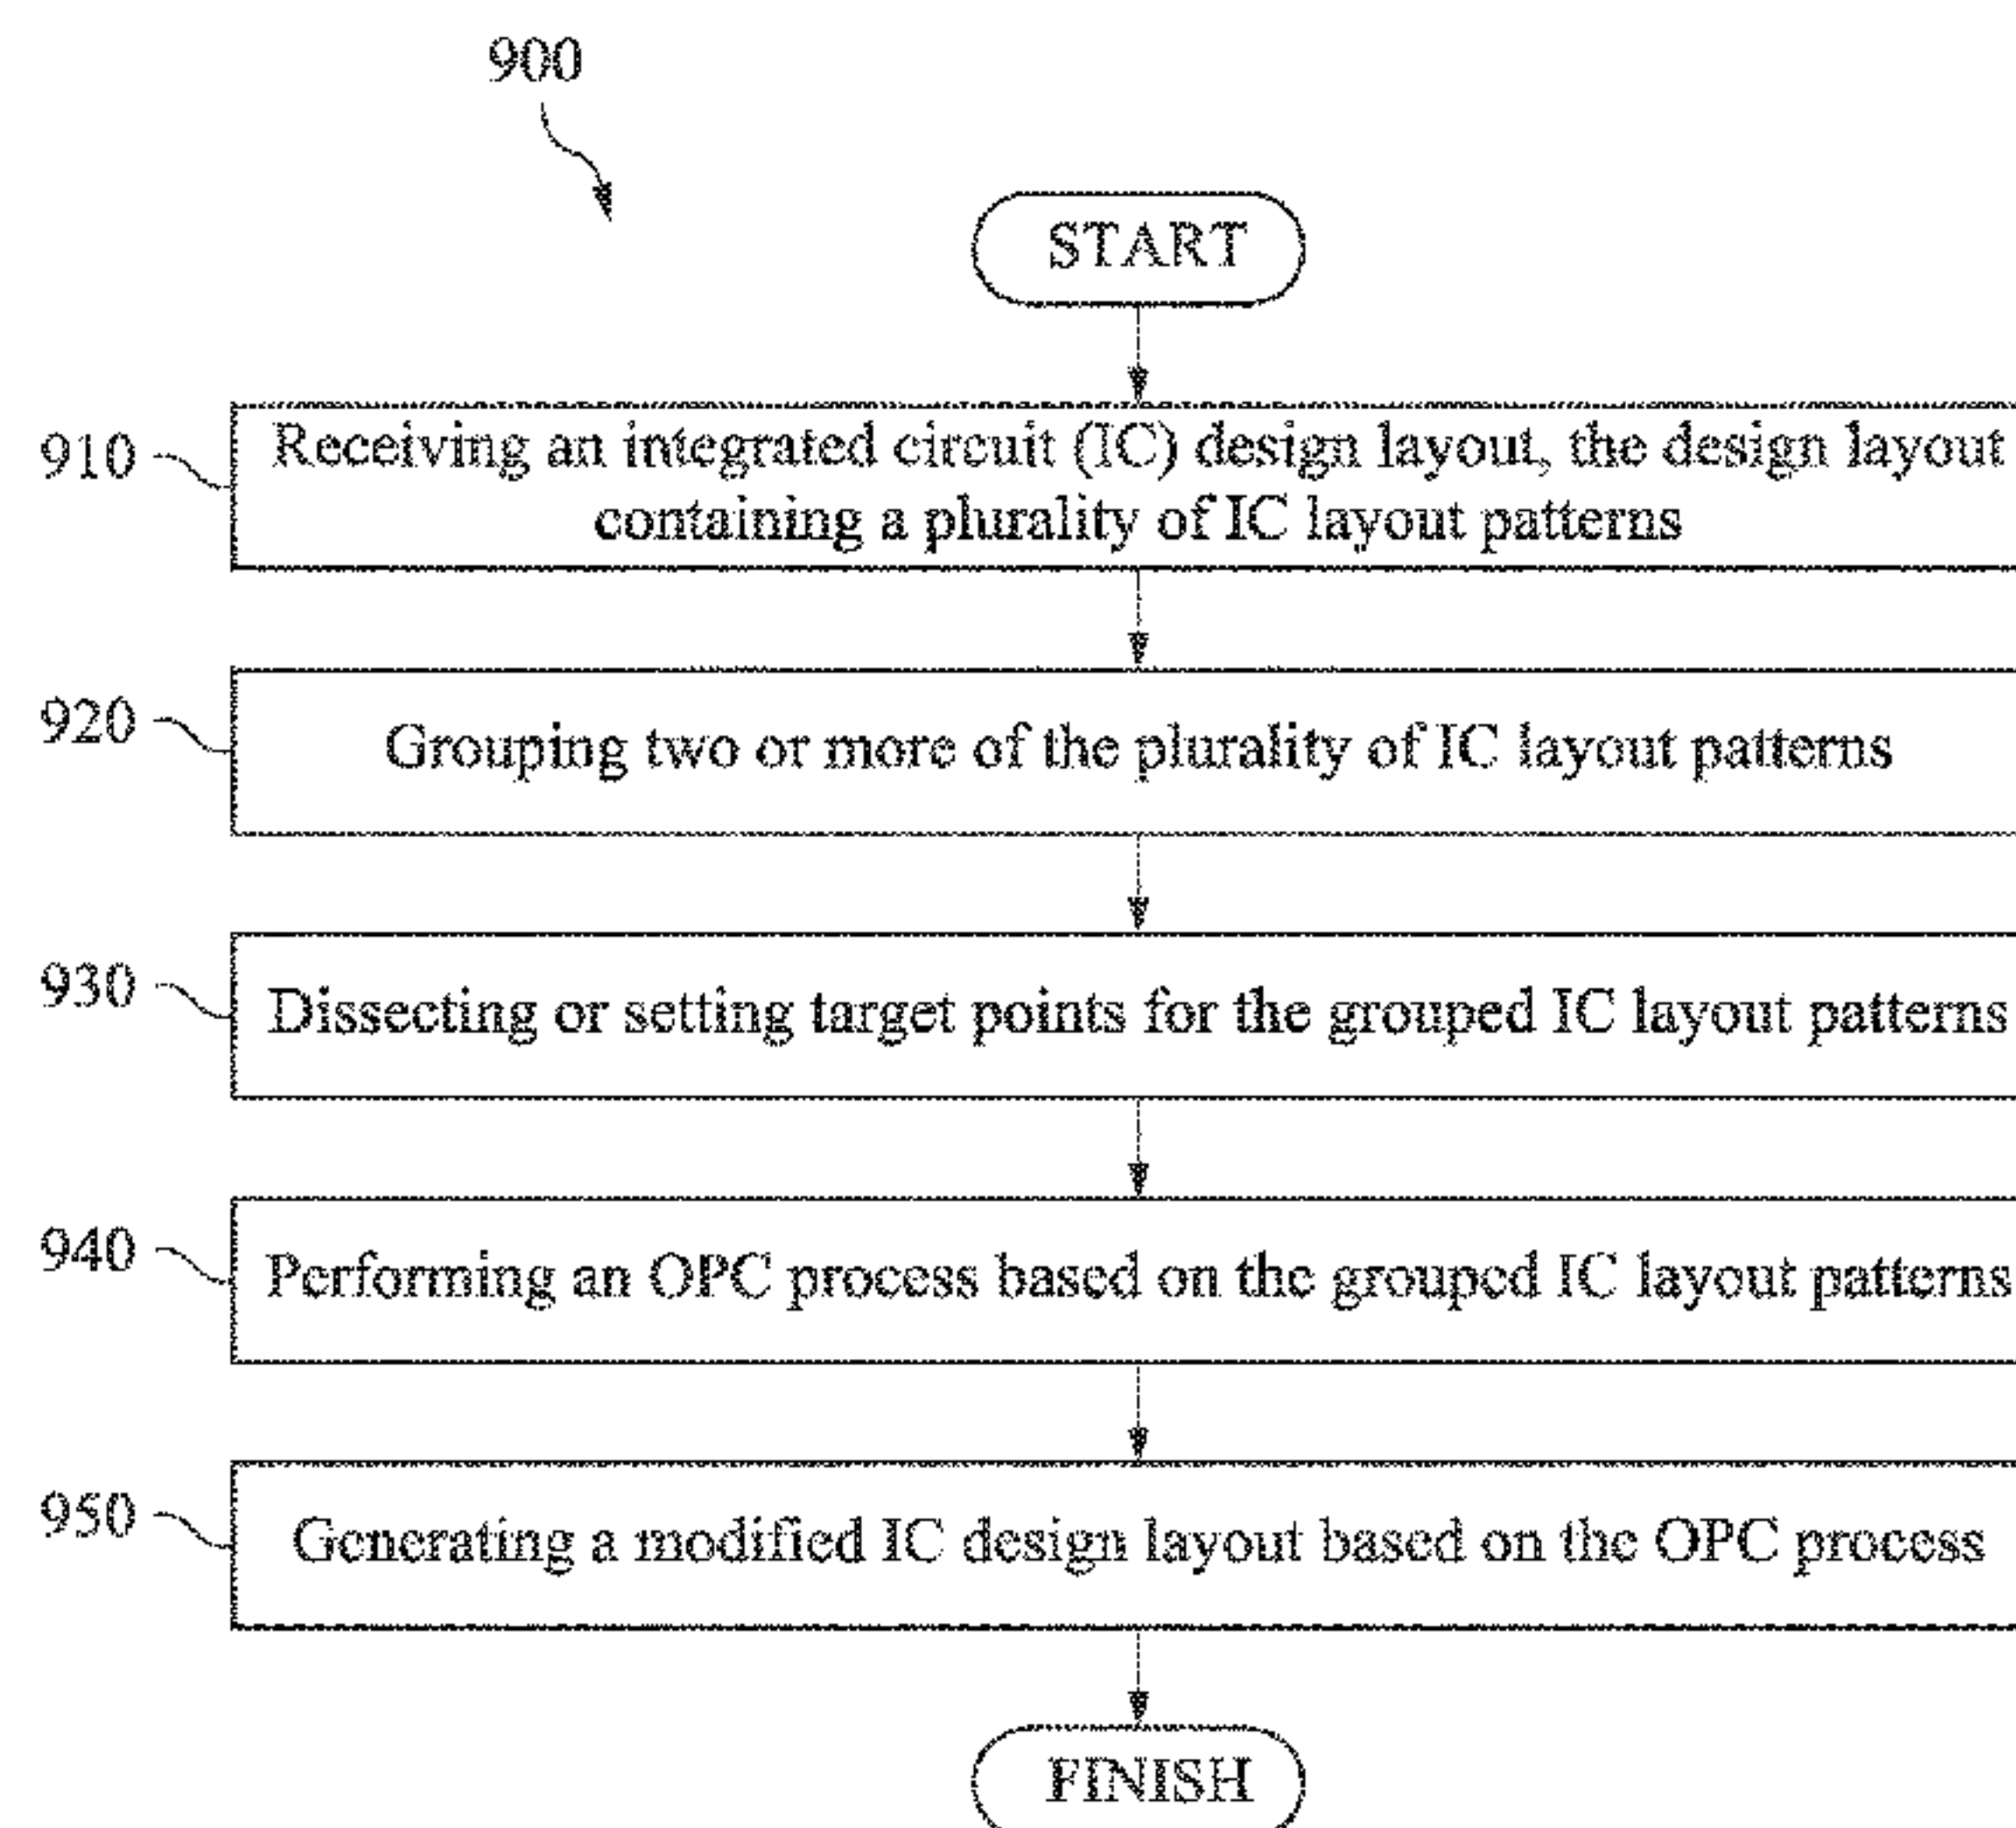 900
START
910
Receiving an integrated circuit (IC) design layout, the design layout
containing a plurality of IC layout patterns
920
Grouping two or more of the plurality of IC layout patterns
930
Dissecting or setting target points for the grouped IC layout patterns
940
Performing an OPC process based on the grouped IC layout patterns
950
Generating a modified IC design layout based on the OPC process
FINISH